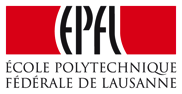 EPFL
ÉCOLE POLYTECHNIQUE
FÉDÉRALE DE LAUSANNE